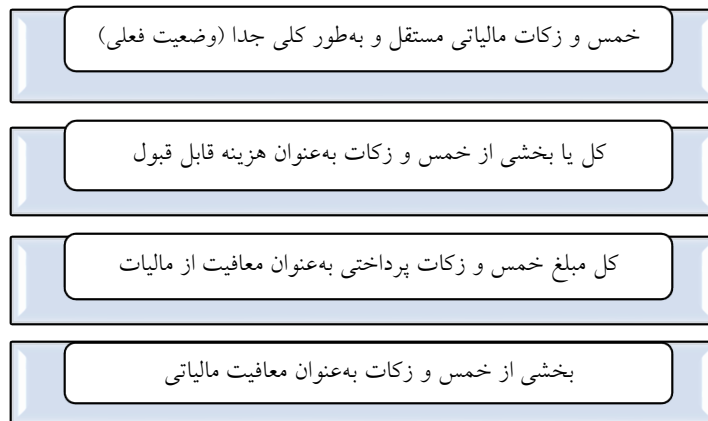 خمس و زکات مالیاتی مستقل و به‌طور کلی جدا (وضعیت فعلی)
کل یا بخشی از خمس و زکات به‌عنوان هزینه قابل قبول
کل مبلغ خمس و زکات پرداختی به‌عنوان معافیت از مالیات
بخشی از خمس و زکات به‌عنوان معافیت مالیاتی